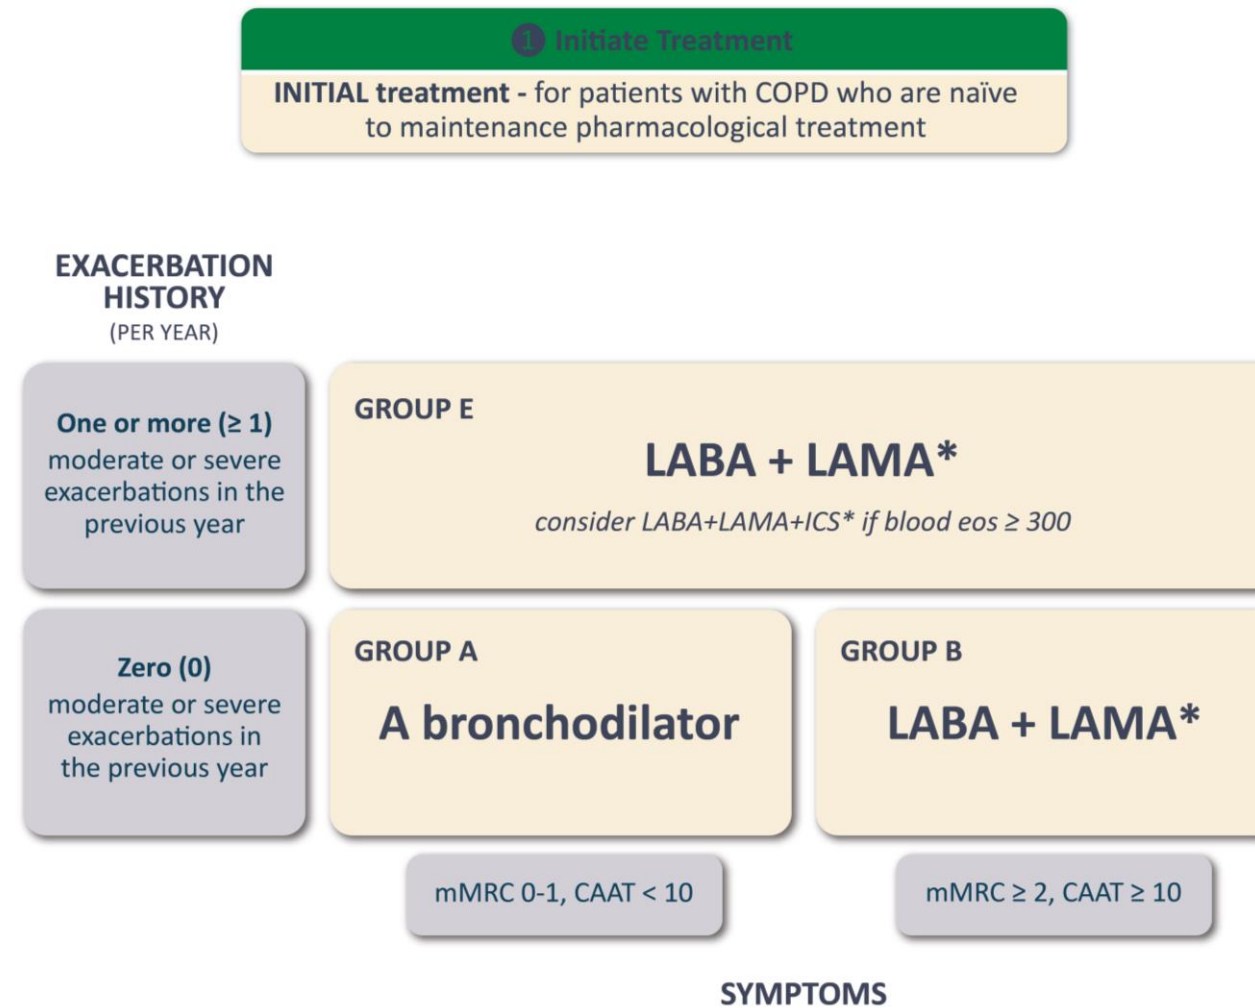 ❶ Initiate Treatment
INITIAL treatment - for patients with COPD who are naïve
to maintenance pharmacological treatment
EXACERBATION
HISTORY
(PER YEAR)
One or more (≥ 1)
moderate or severe
exacerbations in the
previous year
GROUP E
LABA + LAMA*
consider LABA+LAMA+ICS* if blood eos ≥ 300
Zero (0)
moderate or severe
exacerbations in
the previous year
GROUP A
A bronchodilator
GROUP B
LABA + LAMA*
mMRC 0-1, CAAT < 10
mMRC ≥ 2, CAAT ≥ 10
SYMPTOMS